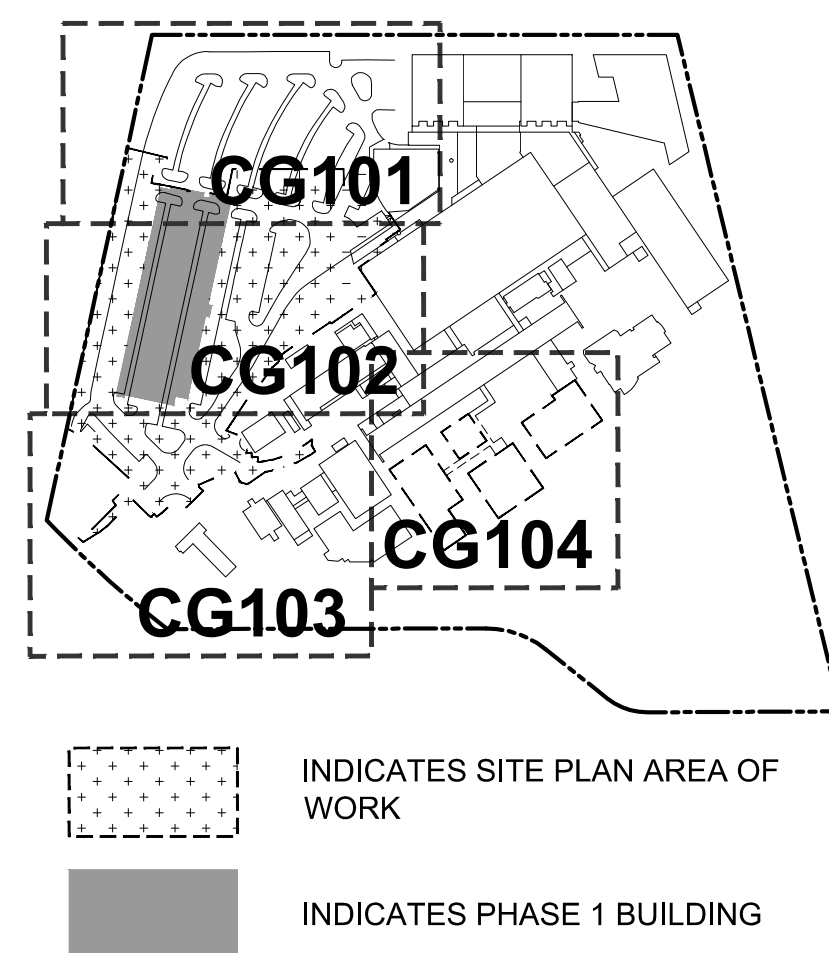 CG101
CG102
CG104
CG103
INDICATES SITE PLAN AREA OF
WORK
INDICATES PHASE 1 BUILDING